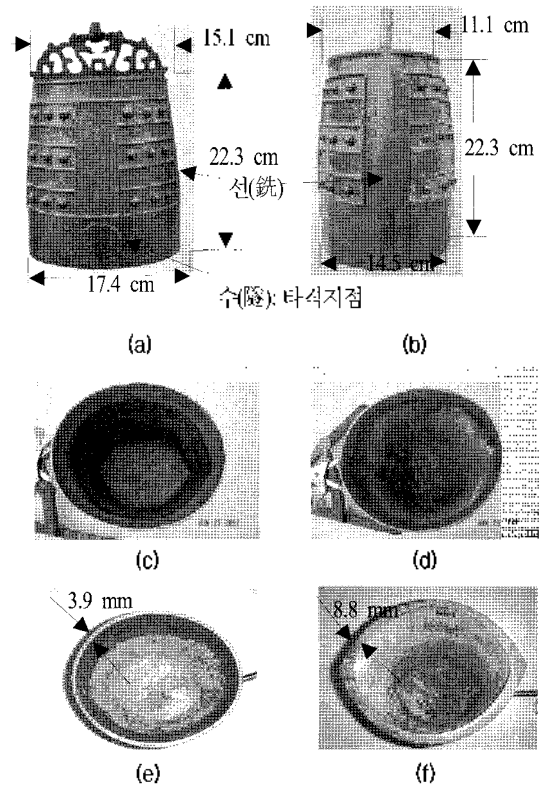 15.1 cm
11.1 cm
22.3 cm
22.3 cm
선(銑)
17.4 cm
14.5 cm
수(隧): 타석지점
(a)
(b)
(c)
(d)
3.9 mm
8.8 mm
(e)
(f)